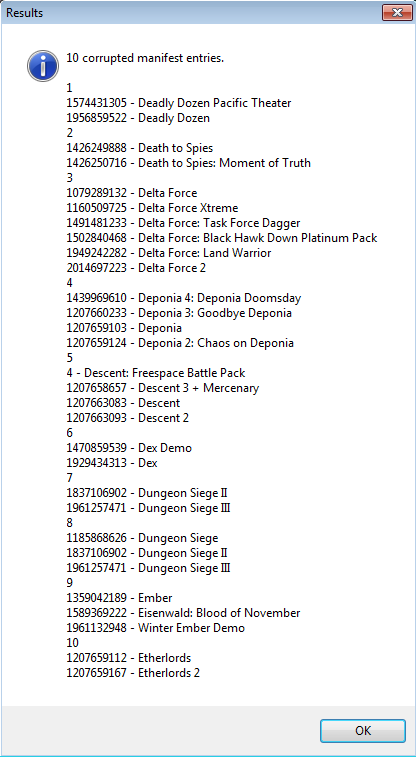 Results
10 corrupted manifest entries.
1
1574431305 - Deadly Dozen Pacific Theater
1956859522 - Deadly Dozen
2
1426249888 - Death to Spies
1426250716 - Death to Spies: Moment of Truth
3
1079289132 - Delta Force
1160509725 - Delta Force Xtreme
1491481233 - Delta Force: Task Force Dagger
1502840468 - Delta Force: Black Hawk Down Platinum Pack
1949242282 - Delta Force: Land Warrior
2014697223 - Delta Force 2
4
1439969610 - Deponia 4: Deponia Doomsday
1207660233 - Deponia 3: Goodbye Deponia
1207659103 - Deponia
1207659124 - Deponia 2: Chaos on Deponia
5
4 - Descent: Freespace Battle Pack
1207658657 - Descent 3 + Mercenary
1207663083 - Descent
1207663093 - Descent 2
6
1470859539 - Dex Demo
1929434313 - Dex
7
1837106902 - Dungeon Siege II
1961257471 - Dungeon Siege III
8
1185868626 - Dungeon Siege
1837106902 - Dungeon Siege II
1961257471 - Dungeon Siege III
9
1359042189 - Ember
1589369222 - Eisenwald: Blood of November
1961132948 - Winter Ember Demo
10
1207659112 - Etherlords
1207659167 - Etherlords 2
OK